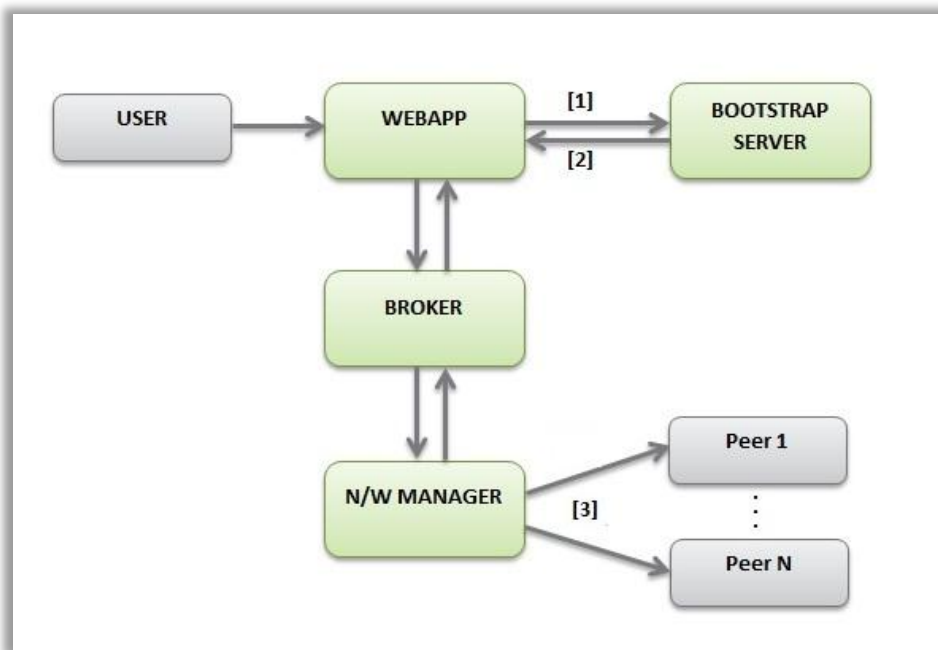 USER
WEBAPP
[1]
[2]
BOOTSTRAP
SERVER
BROKER
N/W MANAGER
[3]
Peer 1
Peer N